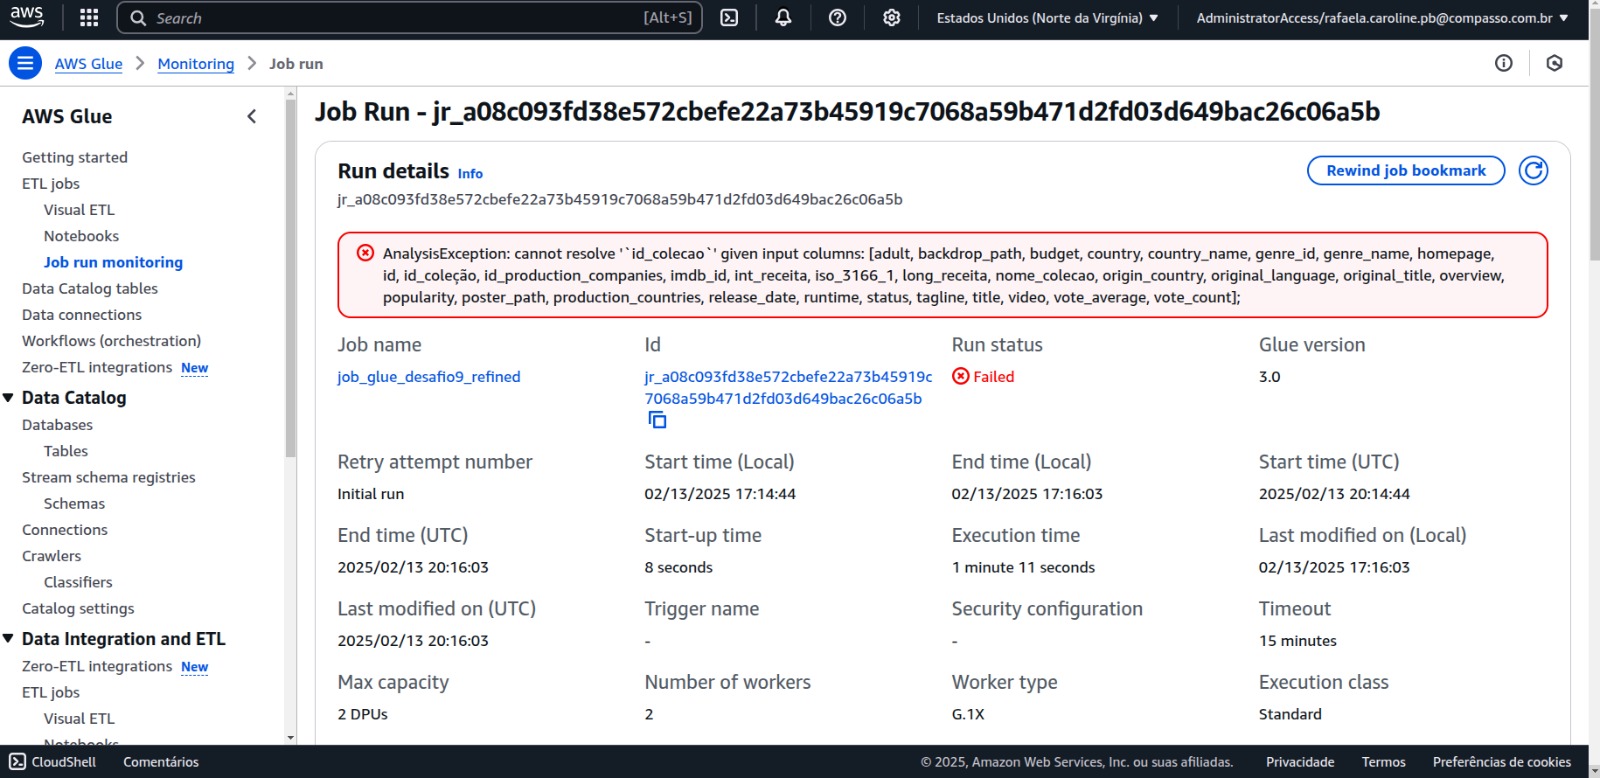 aws
Search
[Alt+S]
Estados Unidos (Norte da Virgínia)
AdministratorAccess/rafaela.caroline.pb@compasso.com.br
AWS Glue
Monitoring
Job run
AWS Glue
Getting started
ETL jobs
Visual ETL
Notebooks
Job run monitoring
Data Catalog tables
Data connections
Workflows (orchestration)
Zero-ETL integrations New
Data Catalog
Databases
Tables
Stream schema registries
Schemas
Connections
Crawlers
Classifiers
Catalog settings
Data Integration and ETL
Zero-ETL integrations New
ETL jobs
Visual ETL
Notebooks
Job Run - jr_a08c093fd38e572cbefe22a73b45919c7068a59b471d2fd03d649bac26c06a5b
Run details Info
Rewind job bookmark
jr_a08c093fd38e572cbefe22a73b45919c7068a59b471d2fd03d649bac26c06a5b
AnalysisException: cannot resolve '`id_colecao`' given input columns: [adult, backdrop_path, budget, country, country_name, genre_id, genre_name, homepage,
id, id_coleção, id_production_companies, imdb_id, int_receita, iso_3166_1, long_receita, nome_colecao, origin_country, original_language, original_title, overview,
popularity, poster_path, production_countries, release_date, runtime, status, tagline, title, video, vote_average, vote_count];
Job name
job_glue_desafio9_refined
Id
jr_a08c093fd38e572cbefe22a73b45919c
7068a59b471d2fd03d649bac26c06a5b
Run status
Failed
Glue version
3.0
Retry attempt number
Initial run
Start time (Local)
02/13/2025 17:14:44
End time (Local)
02/13/2025 17:16:03
Start time (UTC)
2025/02/13 20:14:44
End time (UTC)
2025/02/13 20:16:03
Start-up time
8 seconds
Execution time
1 minute 11 seconds
Last modified on (Local)
02/13/2025 17:16:03
Last modified on (UTC)
2025/02/13 20:16:03
Trigger name
-
Security configuration
-
Timeout
15 minutes
Max capacity
2 DPUs
Number of workers
2
Worker type
G.1X
Execution class
Standard
CloudShell
Comentários
© 2025, Amazon Web Services, Inc. ou suas afiliadas.
Privacidade
Termos
Preferências de cookies